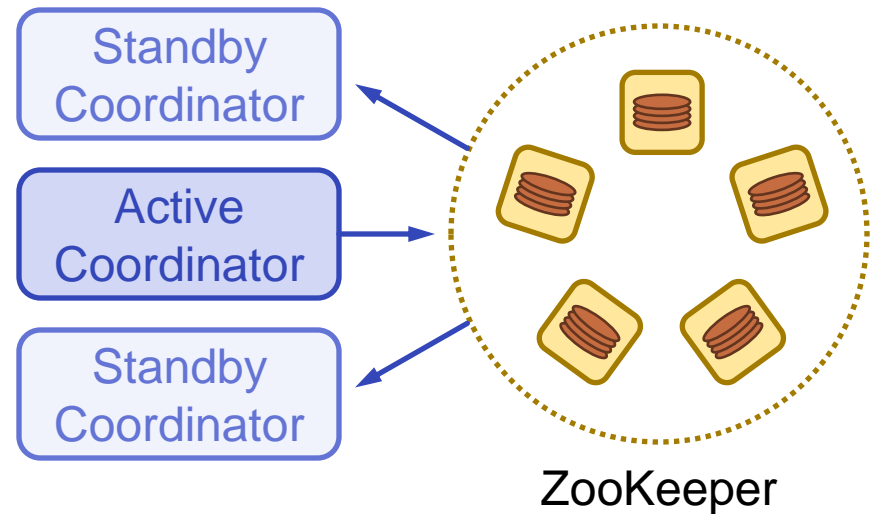 Standby
Coordinator
Active
Coordinator
Standby
Coordinator
ZooKeeper